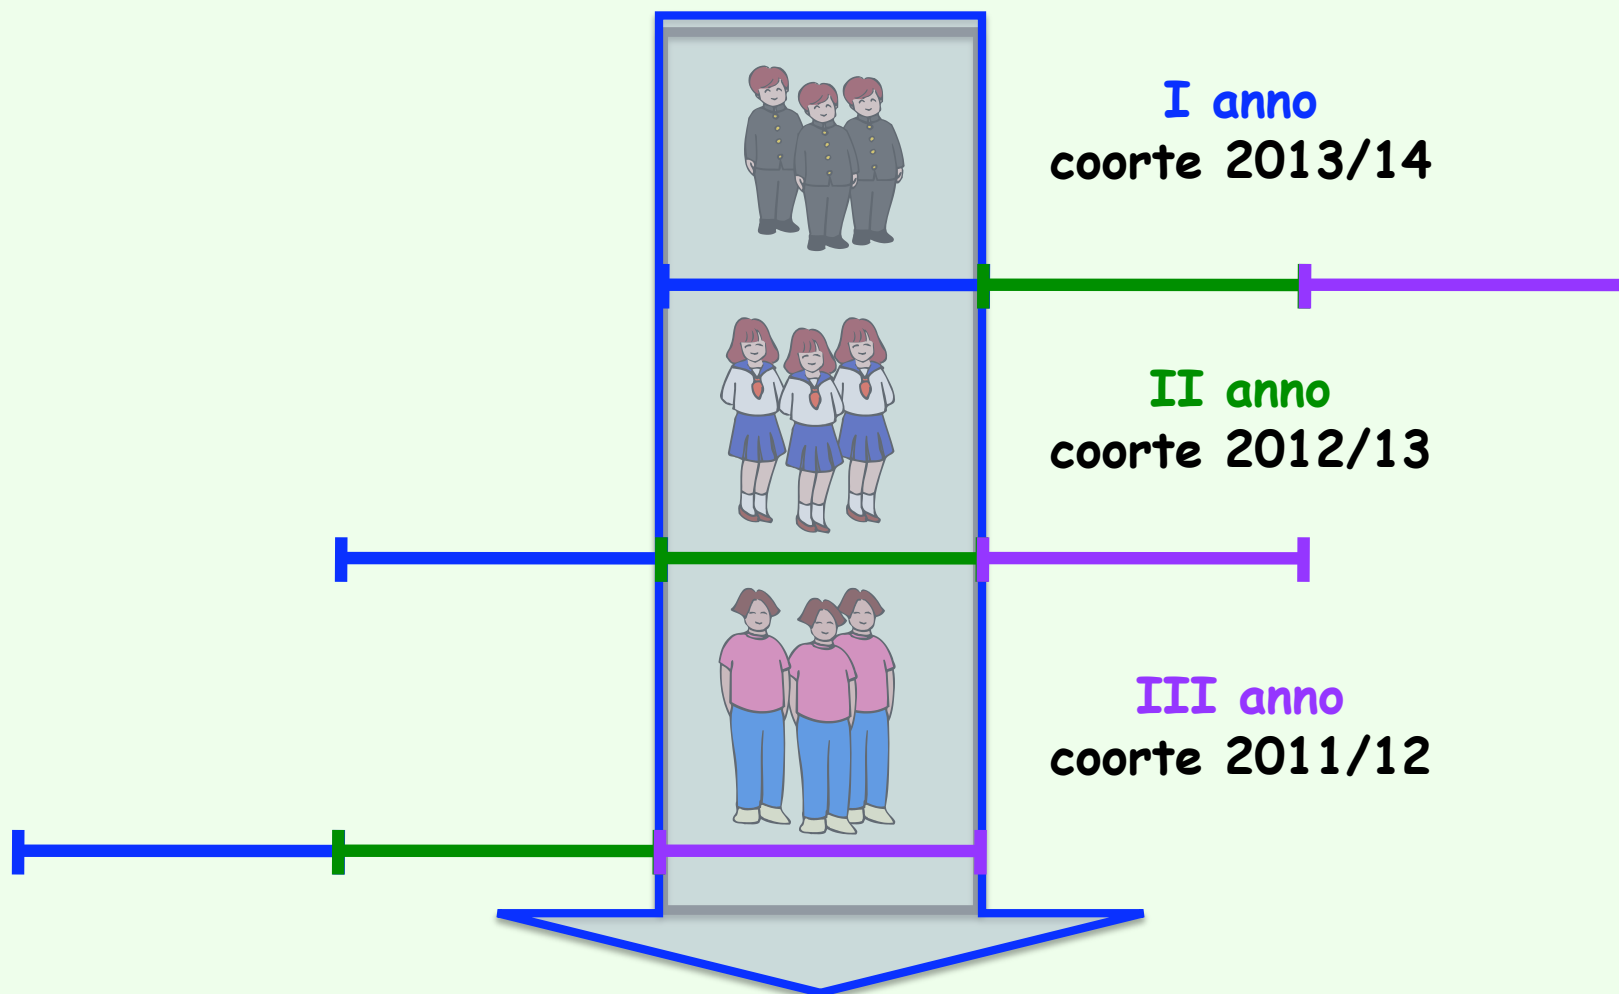 I anno
coorte 2013/14
II anno
coorte 2012/13
III anno
coorte 2011/12